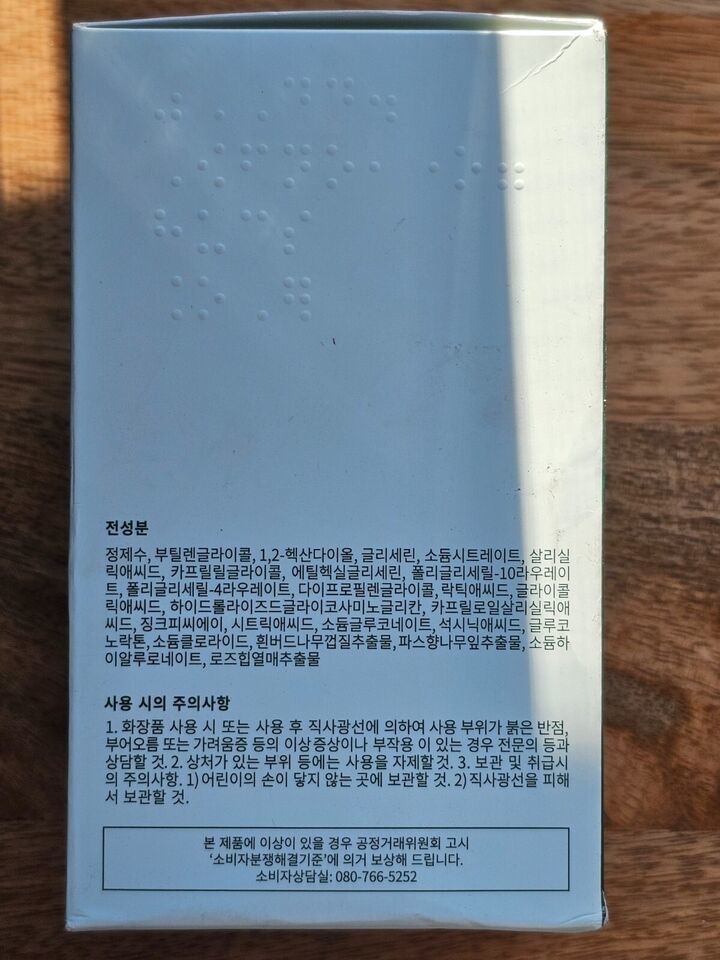 전성분
정제수, 부틸렌글라이콜, 1,2-헥산다이올, 글리세린, 소듐시트레이트, 살리실
릭애씨드, 카프릴릴글라이콜, 에틸헥실글리세린, 폴리글리세릴-10라우레이
트, 폴리글리세릴-4라우레이트, 다이프로필렌글라이콜, 락틱애씨드, 글라이콜
릭애씨드, 하이드롤라이즈드글라이코사미노글리칸, 카프릴로일살리실릭애
씨드, 징크피씨에이, 시트릭애씨드, 소듐글루코네이트, 석시닉애씨드, 글루코
노락톤, 소듐클로라이드, 흰버드나무껍질추출물, 파스향나무잎추출물, 소듐하
이알루로네이트, 로즈힙열매추출물
사용 시의 주의사항
1. 화장품 사용 시 또는 사용 후 직사광선에 의하여 사용 부위가 붉은 반점,
부어오름 또는 가려움증 등의 이상증상이나 부작용 이 있는 경우 전문의 등과
상담할 것. 2. 상처가 있는 부위 등에는 사용을 자제할 것. 3. 보관 및 취급시
의 주의사항. 1) 어린이의 손이 닿지 않는 곳에 보관할 것. 2) 직사광선을 피해
서 보관할 것.
본 제품에 이상이 있을 경우 공정거래위원회 고시
‘소비자분쟁해결기준’에 의거 보상해 드립니다.
소비자상담실: 080-766-5252